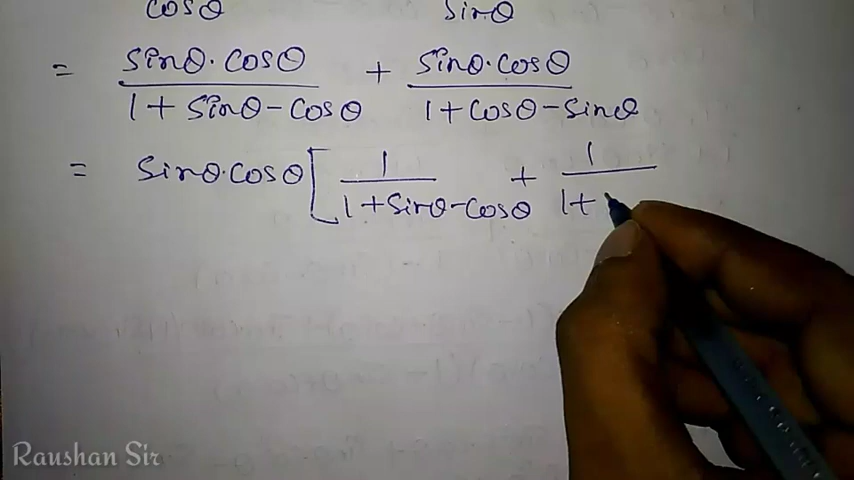 cosθ sinθ
= sinθ·cosθ / 1+sinθ-cosθ + sinθ·cosθ / 1+cosθ-sinθ
= sinθ·cosθ [ 1 / 1+sinθ-cosθ + 1 / 1+
Raushan Sir